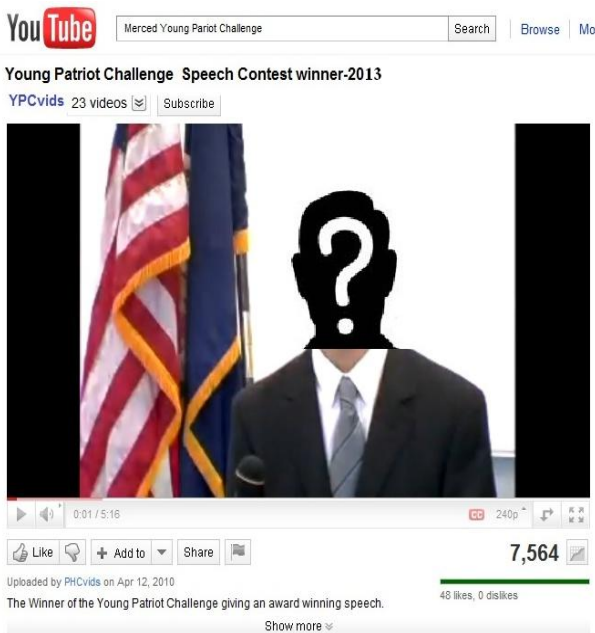 YouTube Merced Young Pariot Challenge Search Browse Mo
Young Patriot Challenge Speech Contest winner-2013
YPCvids 23 videos Subscribe
?
0:01 / 5:16 CC 240p
Like + Add to Share 7,564
Uploaded by PHCvids on Apr 12, 2010
48 likes, 0 dislikes
The Winner of the Young Patriot Challenge giving an award winning speech.
Show more